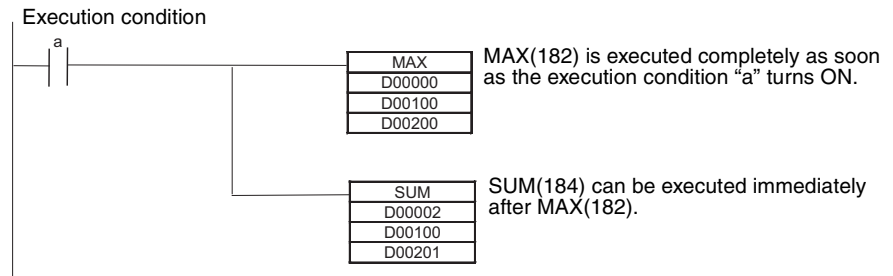 Execution condition
a
MAX
D00000
D00100
D00200
MAX(182) is executed completely as soon
as the execution condition “a” turns ON.
SUM
D00002
D00100
D00201
SUM(184) can be executed immediately
after MAX(182).